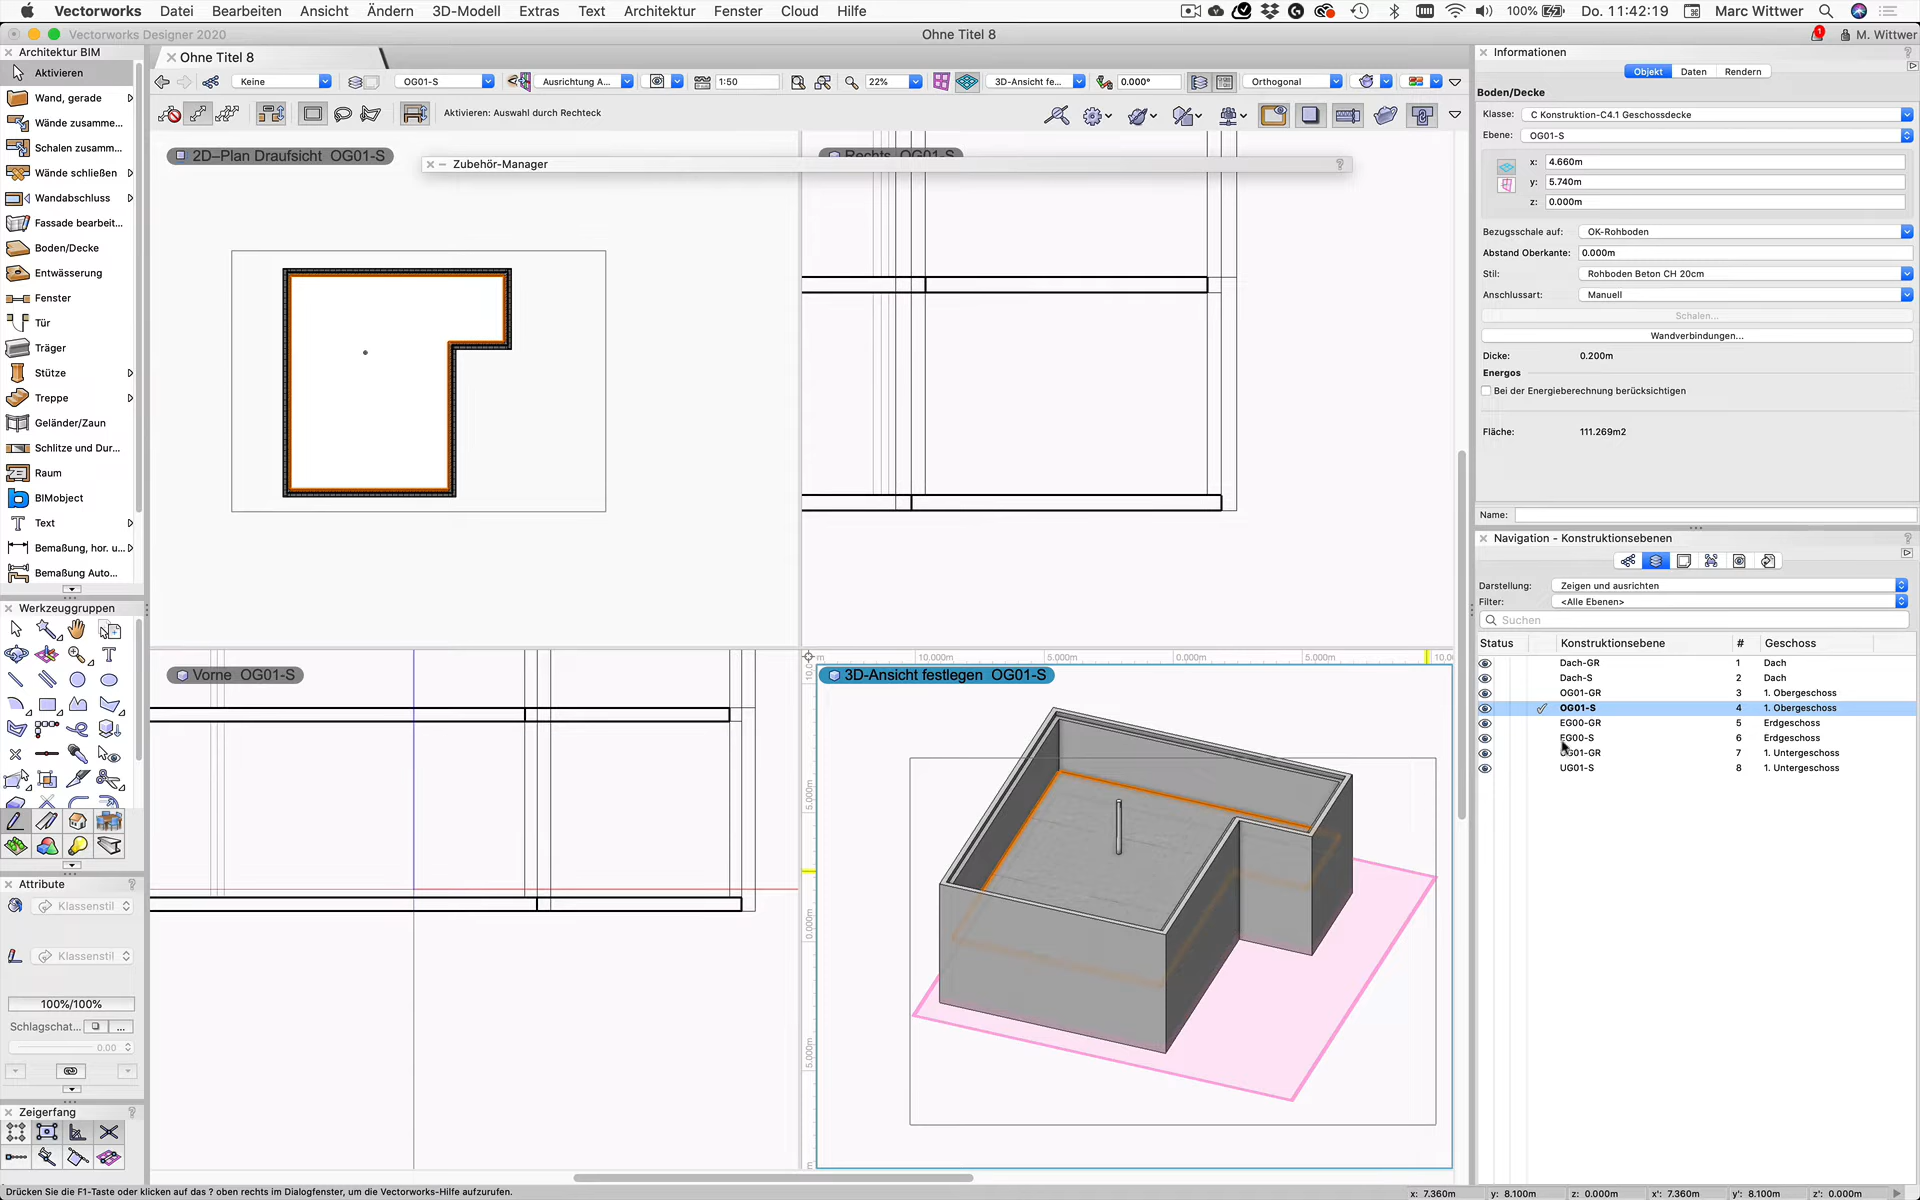 Vectorworks Datei Bearbeiten Ansicht Ändern 3D-Modell Extras Text Architektur Fenster Cloud Hilfe 100% Do. 11:42:19 Marc Wittwer
Vectorworks Designer 2020 Ohne Titel 8 M. Wittwer
Architektur BIM
Aktivieren
Wand, gerade
Wände zusamme...
Schalen zusamm...
Wände schließen
Wandabschluss
Fassade bearbeit...
Boden/Decke
Entwässerung
Fenster
Tür
Träger
Stütze
Treppe
Geländer/Zaun
Schlitze und Dur...
Raum
BIMobject
Text
Bemaßung, hor. u...
Bemaßung Auto...
Werkzeuggruppen
Attribute
Klassenstil
Klassenstil
100%/100%
Schlagschat... ...
0.00
Zeigerfang
Ohne Titel 8
Keine OG01-S Ausrichtung A... 1:50 22% 3D-Ansicht fe... 0.000° Orthogonal
Aktivieren: Auswahl durch Rechteck
2D–Plan Draufsicht OG01-S
Zubehör-Manager
Rechts OG01-S
Vorne OG01-S
3D-Ansicht festlegen OG01-S
10.000m 5.000m 0.000m 5.000m
5.000m
0.000m
5.000m
Informationen
Objekt Daten Rendern
Boden/Decke
Klasse: C Konstruktion-C4.1 Geschossdecke
Ebene: OG01-S
x: 4.660m
y: 5.740m
z: 0.000m
Bezugsschale auf: OK-Rohboden
Abstand Oberkante: 0.000m
Stil: Rohboden Beton CH 20cm
Anschlussart: Manuell
Schalen...
Wandverbindungen...
Dicke: 0.200m
Energos
Bei der Energieberechnung berücksichtigen
Fläche: 111.269m2
Name:
Navigation - Konstruktionsebenen
Darstellung: Zeigen und ausrichten
Filter: <Alle Ebenen>
Suchen
Status Konstruktionsebene # Geschoss
Dach-GR 1 Dach
Dach-S 2 Dach
OG01-GR 3 1. Obergeschoss
OG01-S 4 1. Obergeschoss
EG00-GR 5 Erdgeschoss
EG00-S 6 Erdgeschoss
UG01-GR 7 1. Untergeschoss
UG01-S 8 1. Untergeschoss
Drücken Sie die F1-Taste oder klicken auf das ? oben rechts im Dialogfenster, um die Vectorworks-Hilfe aufzurufen. x: 7.360m y: 8.100m z: 0.000m x': 7.360m y': 8.100m z': 0.000m